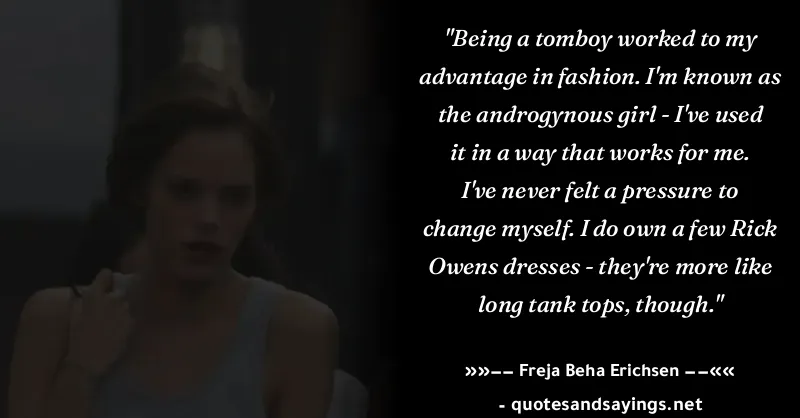 "Being a tomboy worked to my
advantage in fashion. I'm known as
the androgynous girl - I've used
it in a way that works for me.
I've never felt a pressure to
change myself. I do own a few Rick
Owens dresses - they're more like
long tank tops, though."
»»−− Freja Beha Erichsen −−««
- quotesandsayings.net